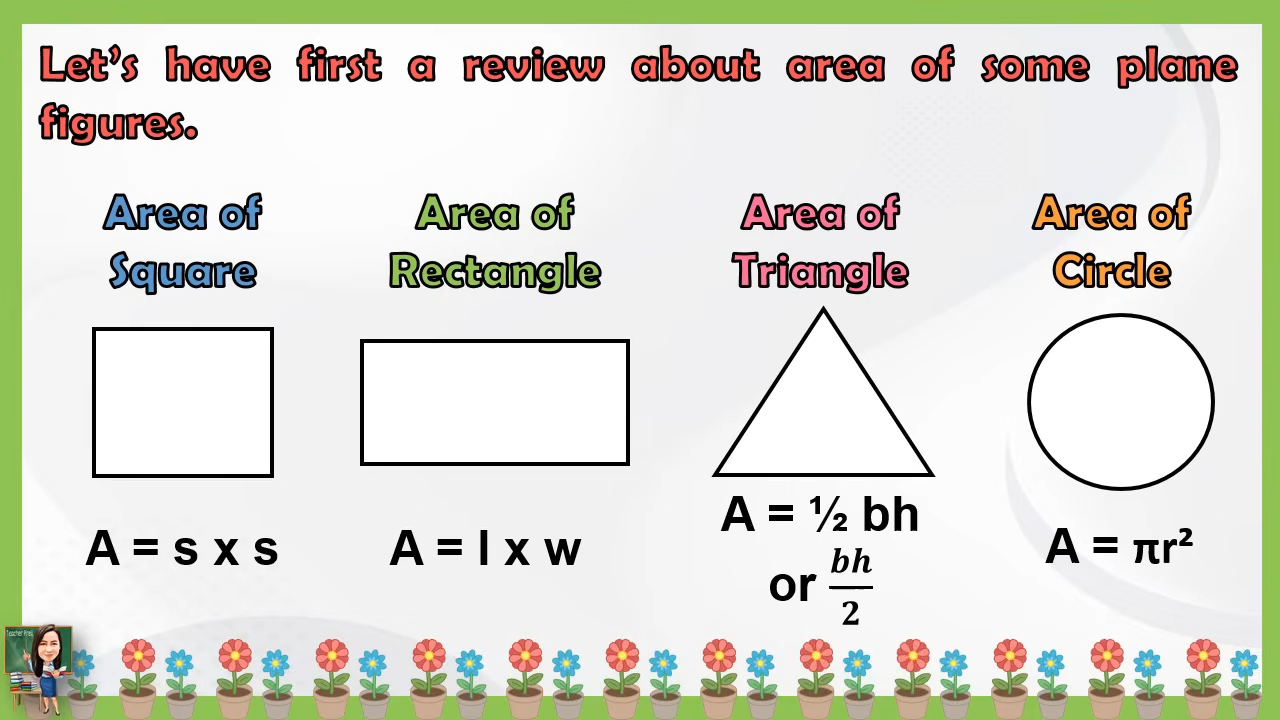 Let's have first a review about area of some plane
figures.
Area of
Square
Area of
Rectangle
Area of
Triangle
Area of
Circle
A = s x s
A = l x w
A = ½ bh
or bh/2
A = πr²